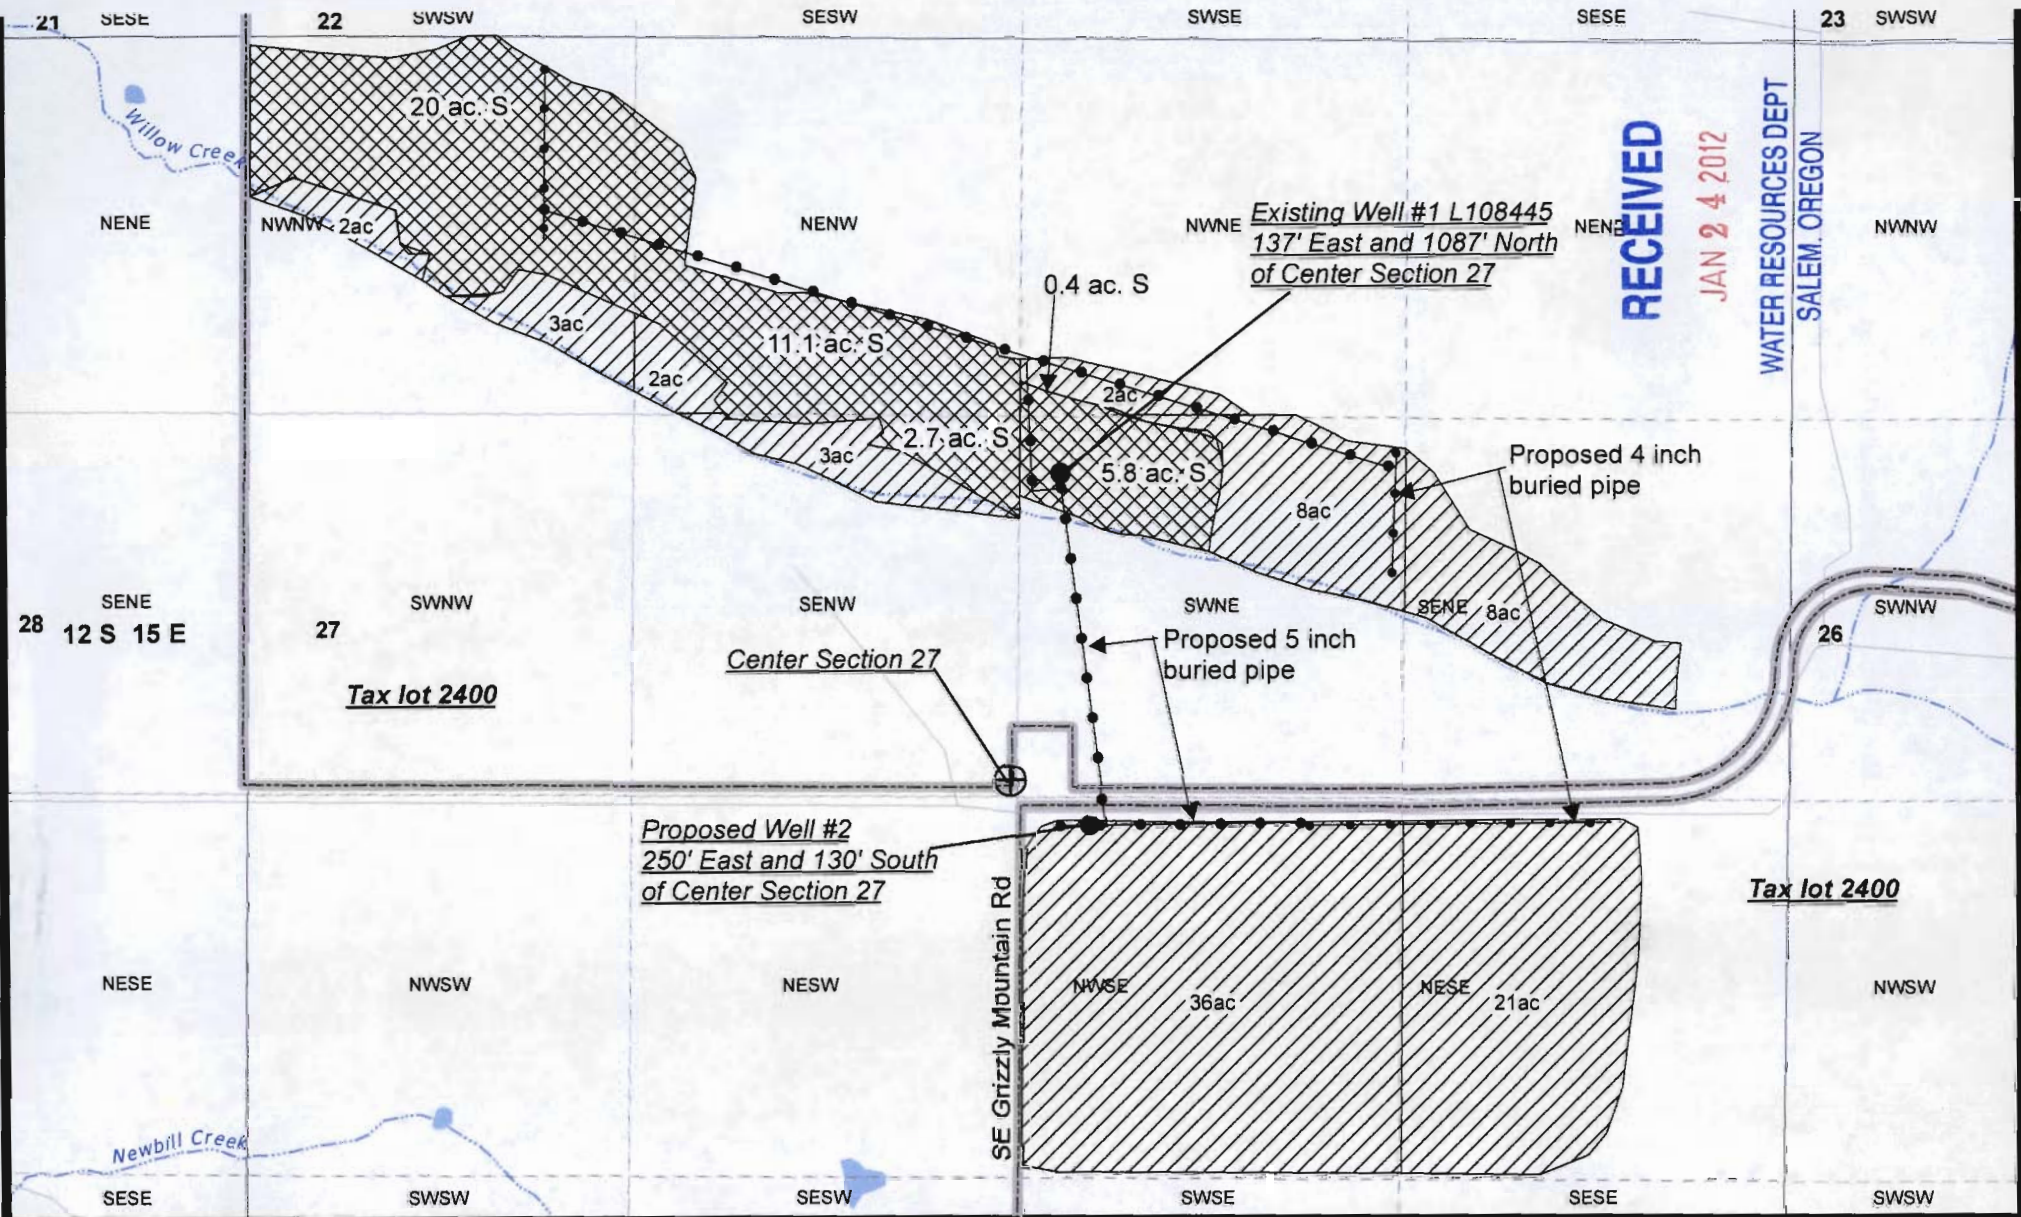 21 SESE 22 SWSW SESW SWSE SESE 23 SWSW
20 ac. S
Willow Creek
RECEIVED
JAN 24 2012
WATER RESOURCES DEPT
SALEM, OREGON
NENE NWNW 2ac NENW NWNE NENE NWNW
Existing Well #1 L108445
137' East and 1087' North
of Center Section 27
0.4 ac. S
3ac
11.1 ac. S
2ac
2ac
2.7 ac. S
3ac
5.8 ac. S
8ac
Proposed 4 inch
buried pipe
SENE SWNW SENW SWNE SENE 8ac SWNW
28 12 S 15 E 27 26
Proposed 5 inch
buried pipe
Center Section 27
Tax lot 2400
Proposed Well #2
250' East and 130' South
of Center Section 27
SE Grizzly Mountain Rd
Tax lot 2400
NESE NWSW NESW NWSE 36ac NESE 21ac NWSW
Newbill Creek
SESE SWSW SESW SWSE SESE SWSW